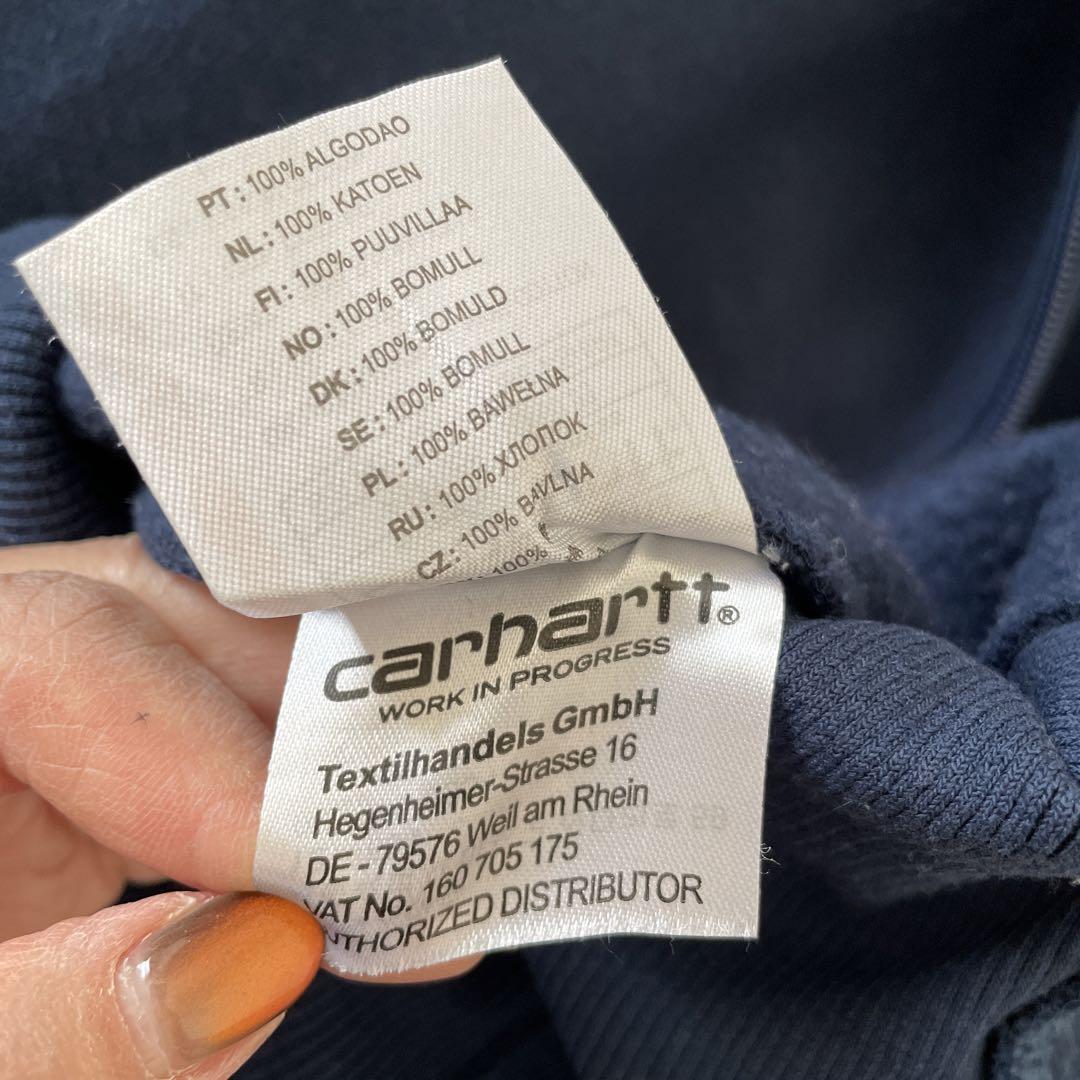 PT : 100% ALGODAO
NL : 100% KATOEN
FI : 100% PUUVILLAA
NO : 100% BOMULL
DK : 100% BOMULD
SE : 100% BOMULL
PL : 100% BAWEŁNA
RU : 100% ХЛОПОК
CZ : 100% BAVLNA
100%
carhartt®
WORK IN PROGRESS
Textilhandels GmbH
Hegenheimer-Strasse 16
DE - 79576 Weil am Rhein
VAT No. 160 705 175
DISTRIBUTOR